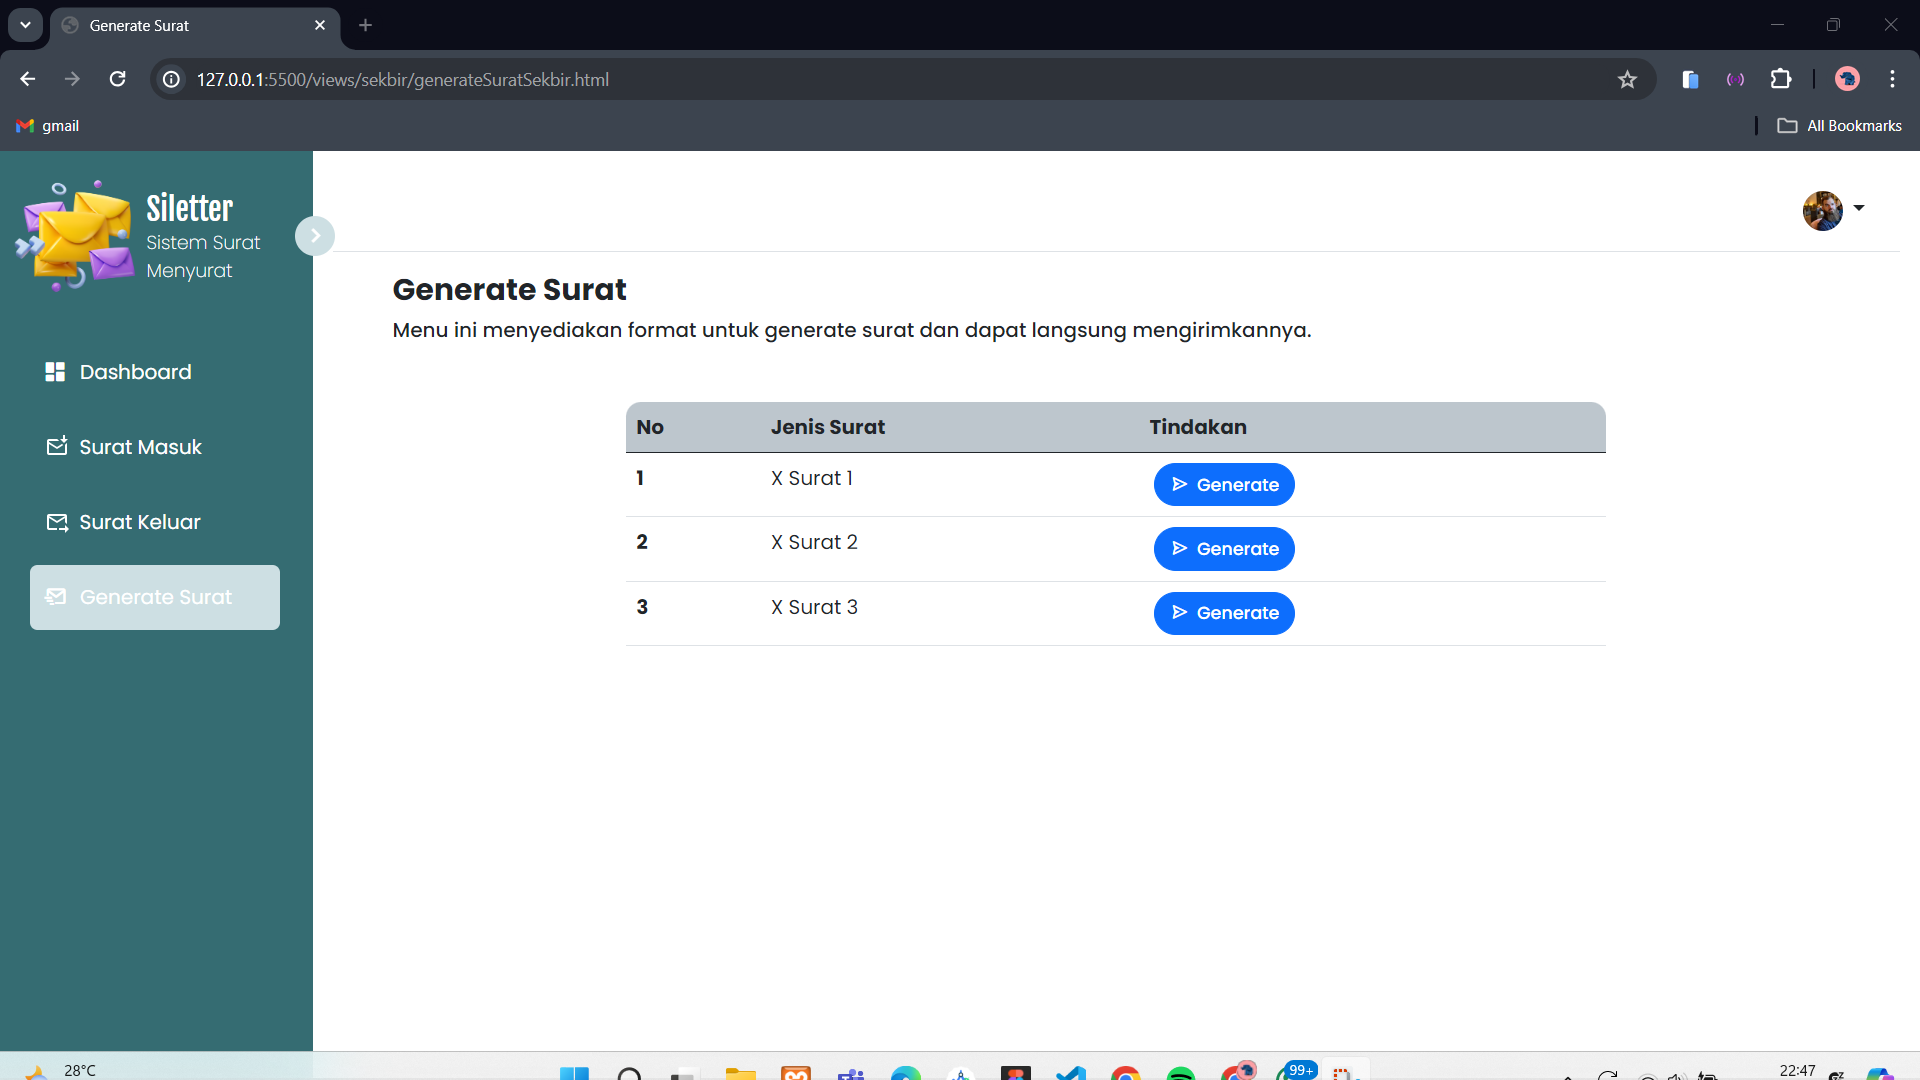 Generate Surat
127.0.0.1:5500/views/sekbir/generateSuratSekbir.html
gmail
All Bookmarks
Siletter
Sistem Surat
Menyurat
Dashboard
Surat Masuk
Surat Keluar
Generate Surat
Generate Surat
Menu ini menyediakan format untuk generate surat dan dapat langsung mengirimkannya.
No Jenis Surat Tindakan
1 X Surat 1 Generate
2 X Surat 2 Generate
3 X Surat 3 Generate
28°C
99+
22:47